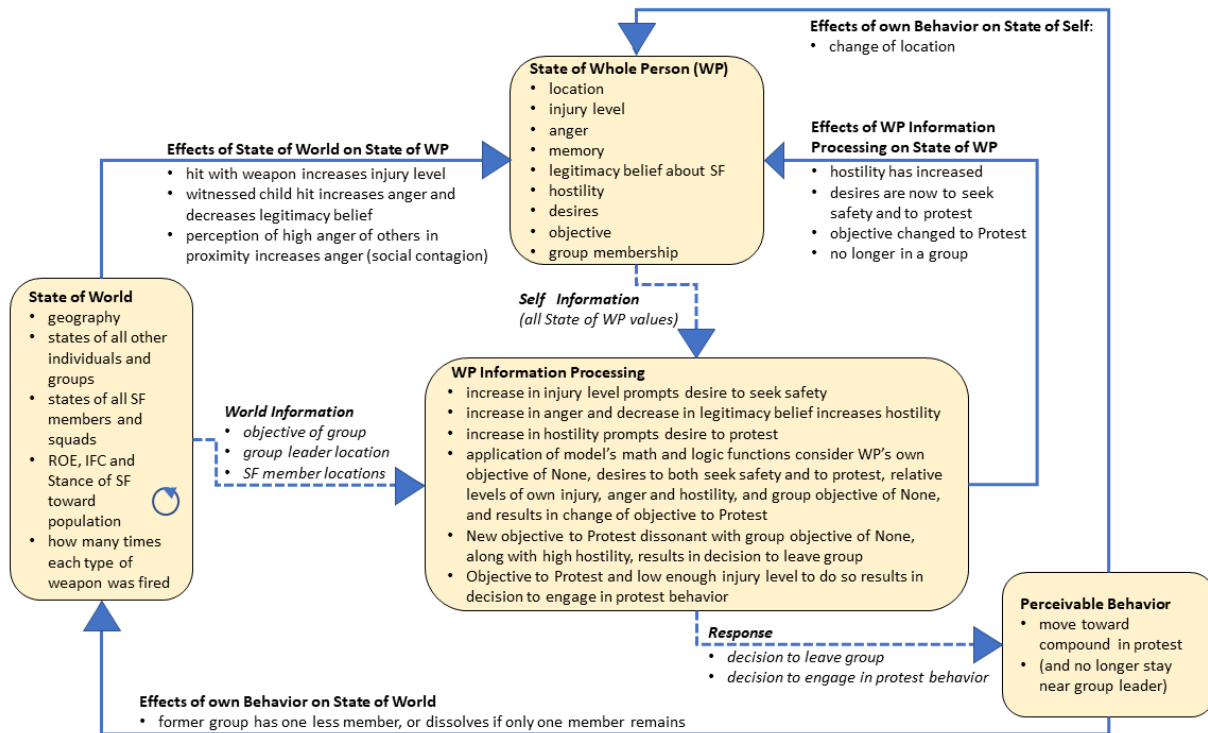 Effects of own Behavior on State of Self:
• change of location
State of Whole Person (WP)
• location
• injury level
• anger
• memory
• legitimacy belief about SF
• hostility
• desires
• objective
• group membership
Effects of WP Information
Processing on State of WP
• hostility has increased
• desires are now to seek
safety and to protest
• objective changed to Protest
• no longer in a group
Effects of State of World on State of WP
• hit with weapon increases injury level
• witnessed child hit increases anger and
decreases legitimacy belief
• perception of high anger of others in
proximity increases anger (social contagion)
State of World
• geography
• states of all other
individuals and
groups
• states of all SF
members and
squads
• ROE, IFC and
Stance of SF
toward
population
• how many times
each type of
weapon was fired
Self Information
(all State of WP values)
World Information
• objective of group
• group leader location
• SF member locations
WP Information Processing
• increase in injury level prompts desire to seek safety
• increase in anger and decrease in legitimacy belief increases hostility
• increase in hostility prompts desire to protest
• application of model's math and logic functions consider WP's own
objective of None, desires to both seek safety and to protest, relative
levels of own injury, anger and hostility, and group objective of None,
and results in change of objective to Protest
• New objective to Protest dissonant with group objective of None,
along with high hostility, results in decision to leave group
• Objective to Protest and low enough injury level to do so results in
decision to engage in protest behavior
Response
• decision to leave group
• decision to engage in protest behavior
Perceivable Behavior
• move toward
compound in protest
• (and no longer stay
near group leader)
Effects of own Behavior on State of World
• former group has one less member, or dissolves if only one member remains